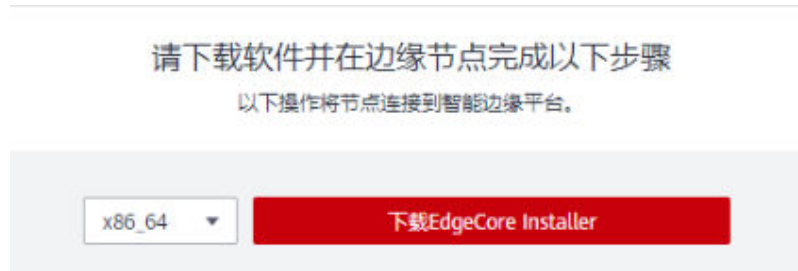 请下载软件并在边缘节点完成以下步骤
以下操作将节点连接到智能边缘平台。
x86_64 下载EdgeCore Installer